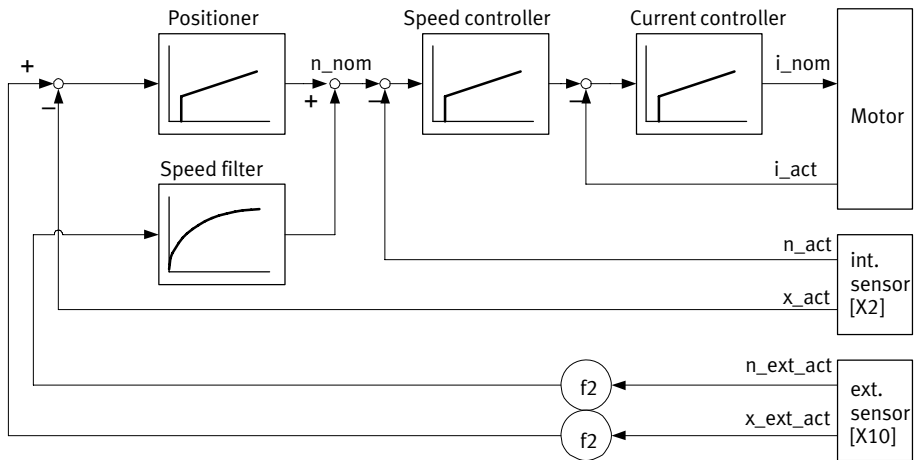 Positioner
Speed controller
Current controller
+
n_nom
i_nom
−
+
−
−
Motor
Speed filter
i_act
n_act
int.
sensor
[X2]
x_act
n_ext_act
f2
ext.
sensor
[X10]
x_ext_act
f2